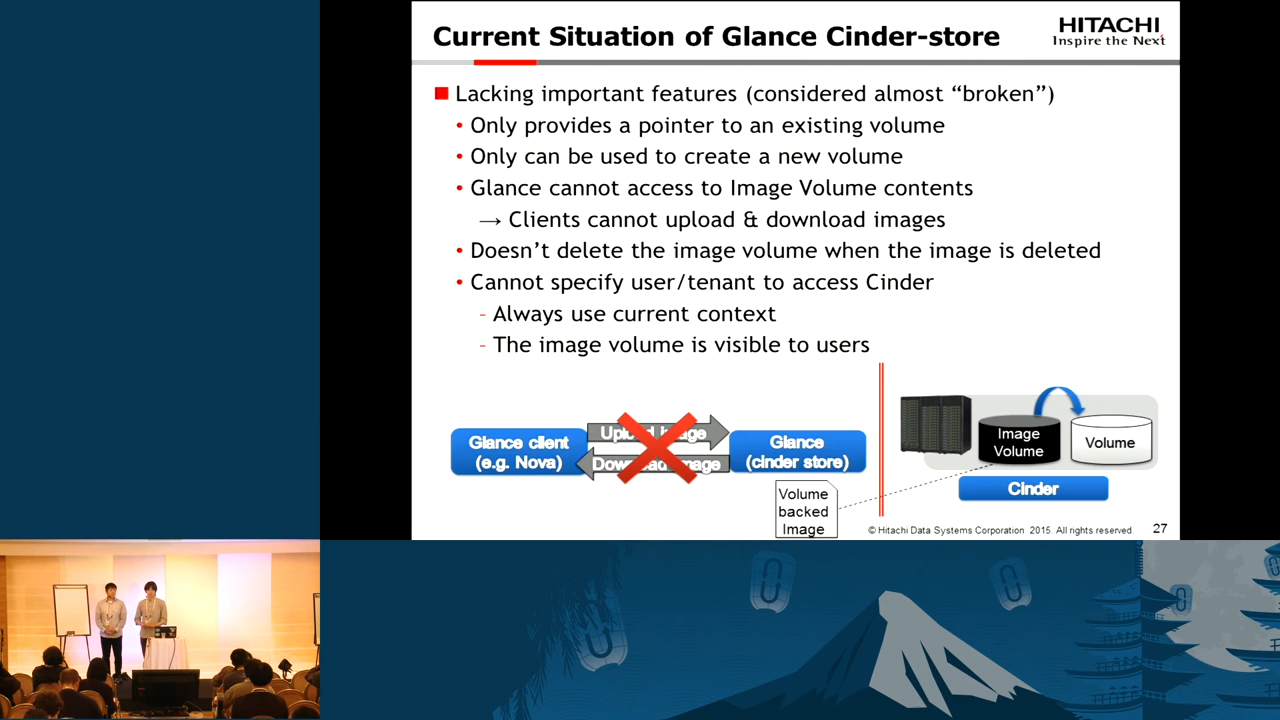 Current Situation of Glance Cinder-store
HITACHI
Inspire the Next
Lacking important features (considered almost “broken”)
• Only provides a pointer to an existing volume
• Only can be used to create a new volume
• Glance cannot access to Image Volume contents
→ Clients cannot upload & download images
• Doesn’t delete the image volume when the image is deleted
• Cannot specify user/tenant to access Cinder
- Always use current context
- The image volume is visible to users
Glance client
(e.g. Nova)
Upload image
Download image
Glance
(cinder store)
Volume
backed
Image
Image
Volume
Volume
Cinder
© Hitachi Data Systems Corporation 2015. All rights reserved.
27